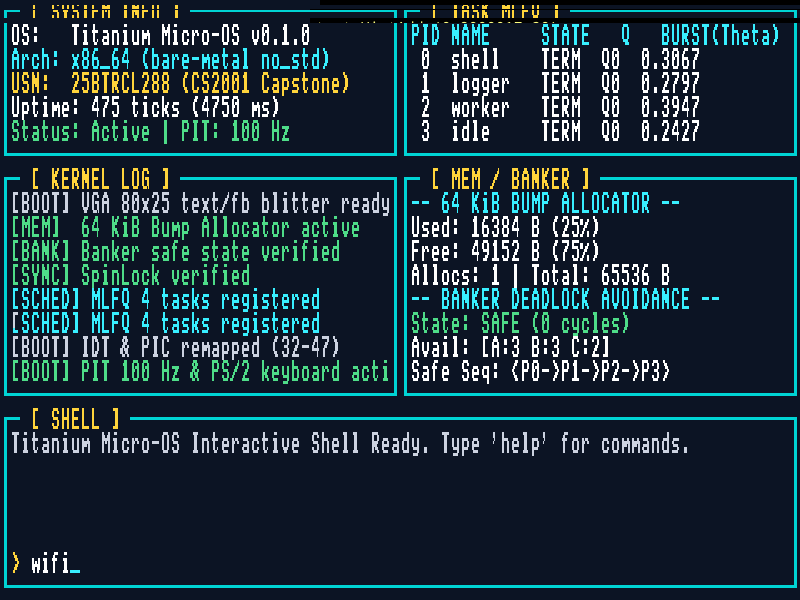 [ SYSTEM INFO ]
OS:   Titanium Micro-OS v0.1.0
Arch: x86_64 (bare-metal no_std)
USN:  25BTRCL288 (CS2001 Capstone)
Uptime: 475 ticks (4750 ms)
Status: Active | PIT: 100 Hz
[ TASK MLFQ ]
PID NAME     STATE   Q   BURST(Theta)
0  shell    TERM  Q0  0.3067
1  logger   TERM  Q0  0.2797
2  worker   TERM  Q0  0.3947
3  idle     TERM  Q0  0.2427
[ KERNEL LOG ]
[BOOT] VGA 80x25 text/fb blitter ready
[MEM]  64 KiB Bump Allocator active
[BANK] Banker safe state verified
[SYNC] SpinLock verified
[SCHED] MLFQ 4 tasks registered
[SCHED] MLFQ 4 tasks registered
[BOOT] IDT & PIC remapped (32-47)
[BOOT] PIT 100 Hz & PS/2 keyboard acti
[ MEM / BANKER ]
-- 64 KiB BUMP ALLOCATOR --
Used: 16384 B (25%)
Free: 49152 B (75%)
Allocs: 1 | Total: 65536 B
-- BANKER DEADLOCK AVOIDANCE --
State: SAFE (0 cycles)
Avail: [A:3 B:3 C:2]
Safe Seq: <P0->P1->P2->P3>
[ SHELL ]
Titanium Micro-OS Interactive Shell Ready. Type 'help' for commands.
> wifi_